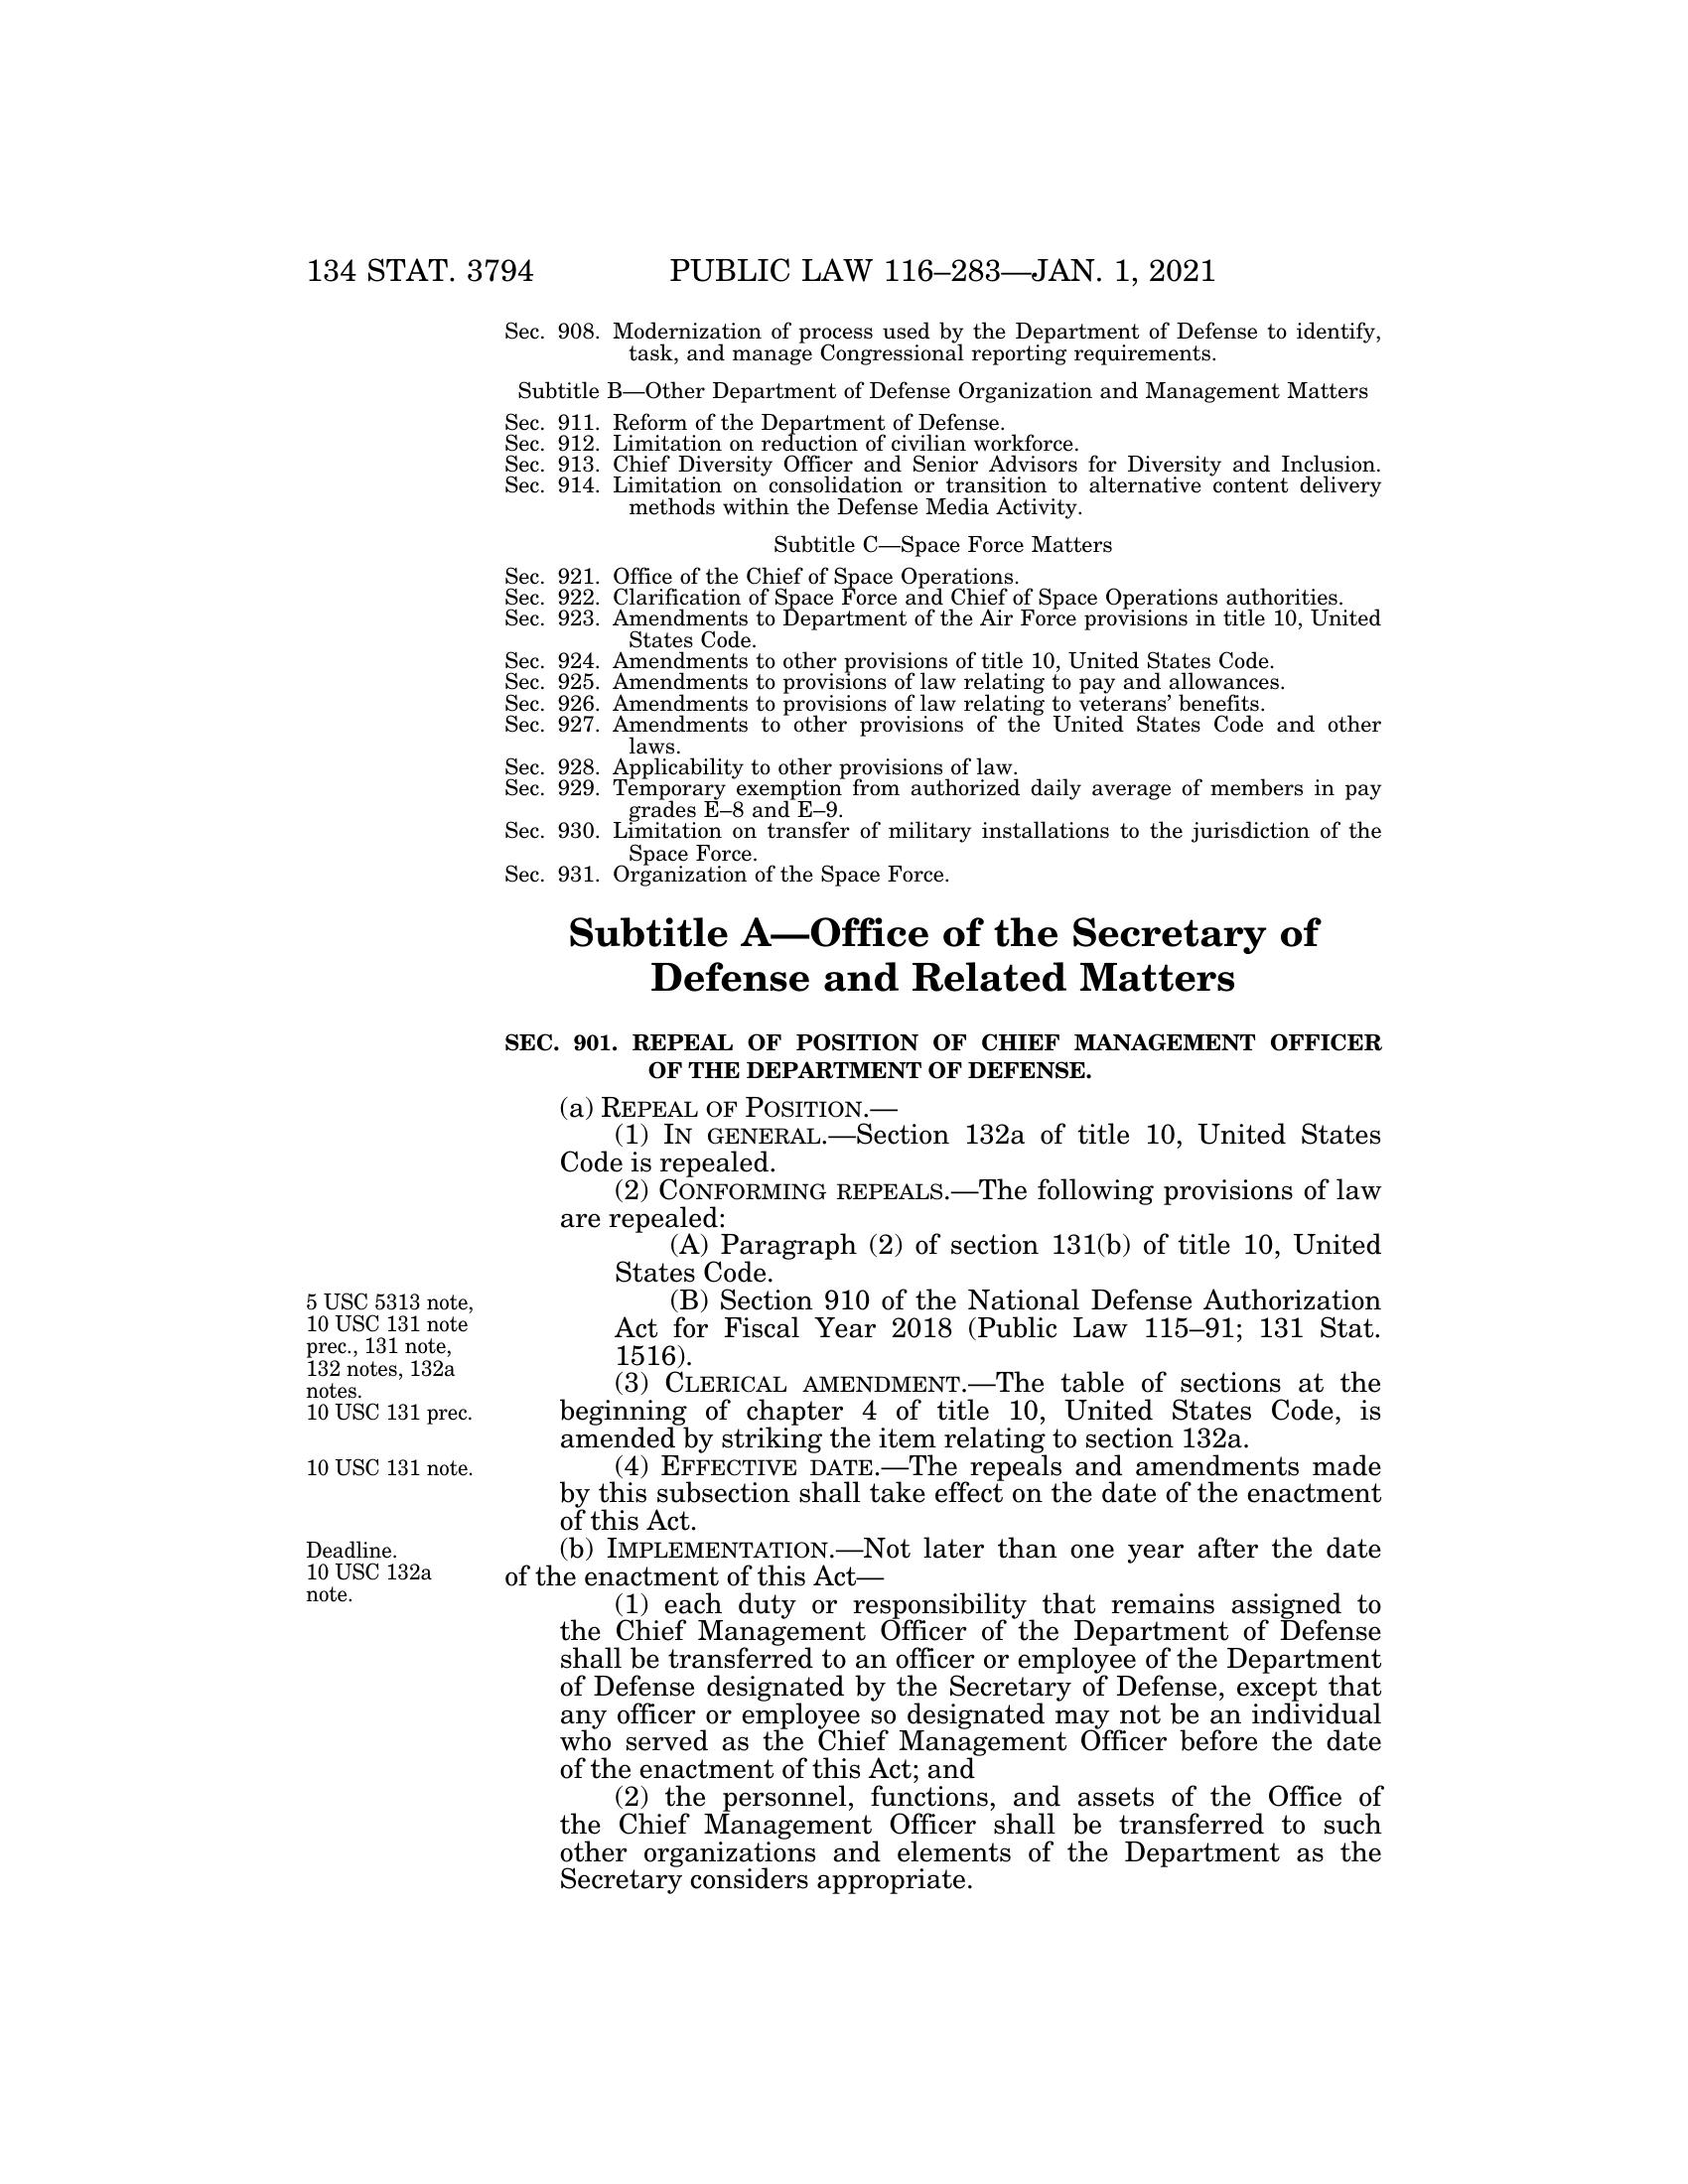 134 STAT. 3794 PUBLIC LAW 116–283—JAN. 1, 2021
Sec. 908. Modernization of process used by the Department of Defense to identify,
task, and manage Congressional reporting requirements.
Subtitle B—Other Department of Defense Organization and Management Matters
Sec. 911. Reform of the Department of Defense.
Sec. 912. Limitation on reduction of civilian workforce.
Sec. 913. Chief Diversity Officer and Senior Advisors for Diversity and Inclusion.
Sec. 914. Limitation on consolidation or transition to alternative content delivery
methods within the Defense Media Activity.
Subtitle C—Space Force Matters
Sec. 921. Office of the Chief of Space Operations.
Sec. 922. Clarification of Space Force and Chief of Space Operations authorities.
Sec. 923. Amendments to Department of the Air Force provisions in title 10, United
States Code.
Sec. 924. Amendments to other provisions of title 10, United States Code.
Sec. 925. Amendments to provisions of law relating to pay and allowances.
Sec. 926. Amendments to provisions of law relating to veterans’ benefits.
Sec. 927. Amendments to other provisions of the United States Code and other
laws.
Sec. 928. Applicability to other provisions of law.
Sec. 929. Temporary exemption from authorized daily average of members in pay
grades E–8 and E–9.
Sec. 930. Limitation on transfer of military installations to the jurisdiction of the
Space Force.
Sec. 931. Organization of the Space Force.
Subtitle A—Office of the Secretary of
Defense and Related Matters
SEC. 901. REPEAL OF POSITION OF CHIEF MANAGEMENT OFFICER
OF THE DEPARTMENT OF DEFENSE.
(a) REPEAL OF POSITION.—
(1) IN GENERAL.—Section 132a of title 10, United States
Code is repealed.
(2) CONFORMING REPEALS.—The following provisions of law
are repealed:
(A) Paragraph (2) of section 131(b) of title 10, United
States Code.
(B) Section 910 of the National Defense Authorization
Act for Fiscal Year 2018 (Public Law 115–91; 131 Stat.
1516).
(3) CLERICAL AMENDMENT.—The table of sections at the
beginning of chapter 4 of title 10, United States Code, is
amended by striking the item relating to section 132a.
(4) EFFECTIVE DATE.—The repeals and amendments made
by this subsection shall take effect on the date of the enactment
of this Act.
(b) IMPLEMENTATION.—Not later than one year after the date
of the enactment of this Act—
(1) each duty or responsibility that remains assigned to
the Chief Management Officer of the Department of Defense
shall be transferred to an officer or employee of the Department
of Defense designated by the Secretary of Defense, except that
any officer or employee so designated may not be an individual
who served as the Chief Management Officer before the date
of the enactment of this Act; and
(2) the personnel, functions, and assets of the Office of
the Chief Management Officer shall be transferred to such
other organizations and elements of the Department as the
Secretary considers appropriate.
5 USC 5313 note,
10 USC 131 note
prec., 131 note,
132 notes, 132a
notes.
10 USC 131 prec.
10 USC 131 note.
Deadline.
10 USC 132a
note.